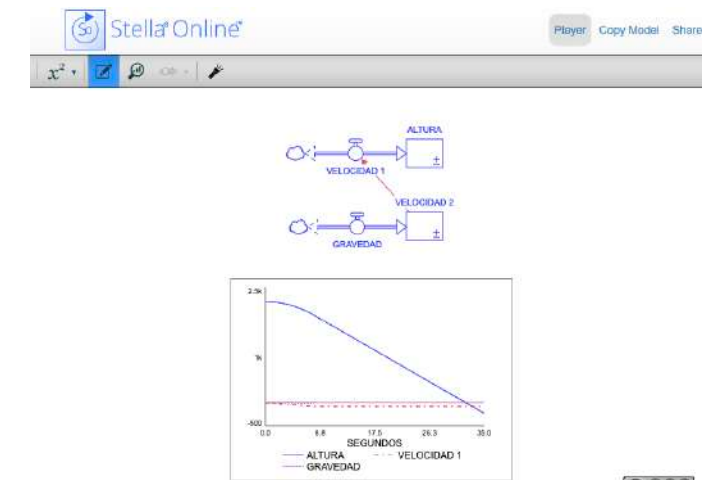 Stella Online
Player Copy Model Share
x²
ALTURA
VELOCIDAD 1
VELOCIDAD 2
GRAVEDAD
2.5k
1k
-500
0.0 8.8 17.5 26.3 35.0
SEGUNDOS
ALTURA VELOCIDAD 1
GRAVEDAD